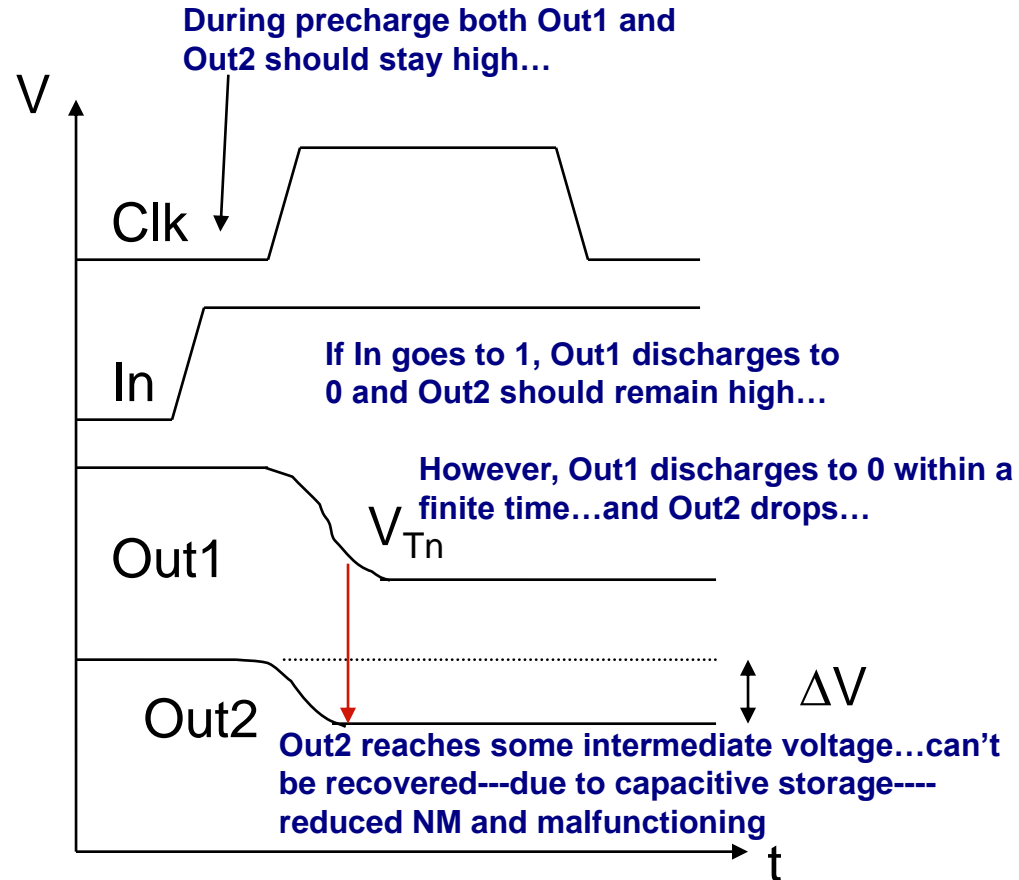 During precharge both Out1 and
Out2 should stay high…
V
Clk
In
If In goes to 1, Out1 discharges to
0 and Out2 should remain high…
However, Out1 discharges to 0 within a
finite time…and Out2 drops…
V_Tn
Out1
ΔV
Out2
Out2 reaches some intermediate voltage…can't
be recovered---due to capacitive storage----
reduced NM and malfunctioning
t